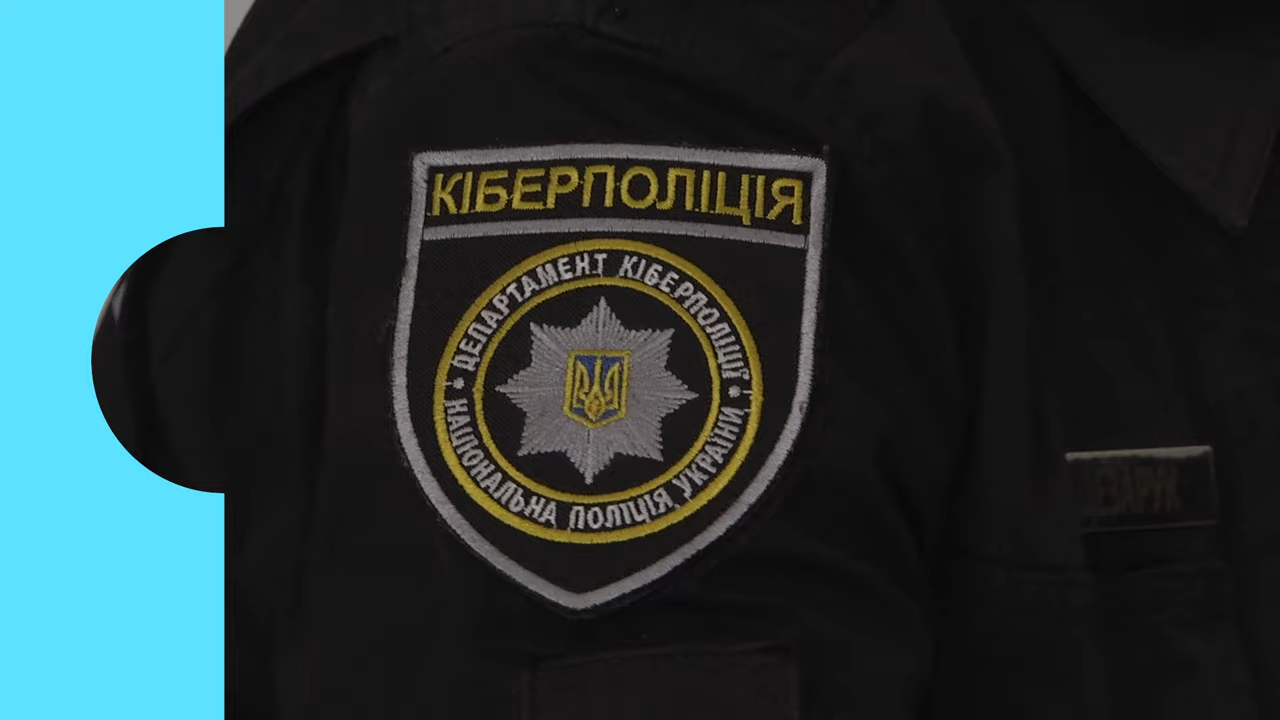 КІБЕРПОЛІЦІЯ
ДЕПАРТАМЕНТ КІБЕРПОЛІЦІЇ
НАЦІОНАЛЬНА ПОЛІЦІЯ УКРАЇНИ